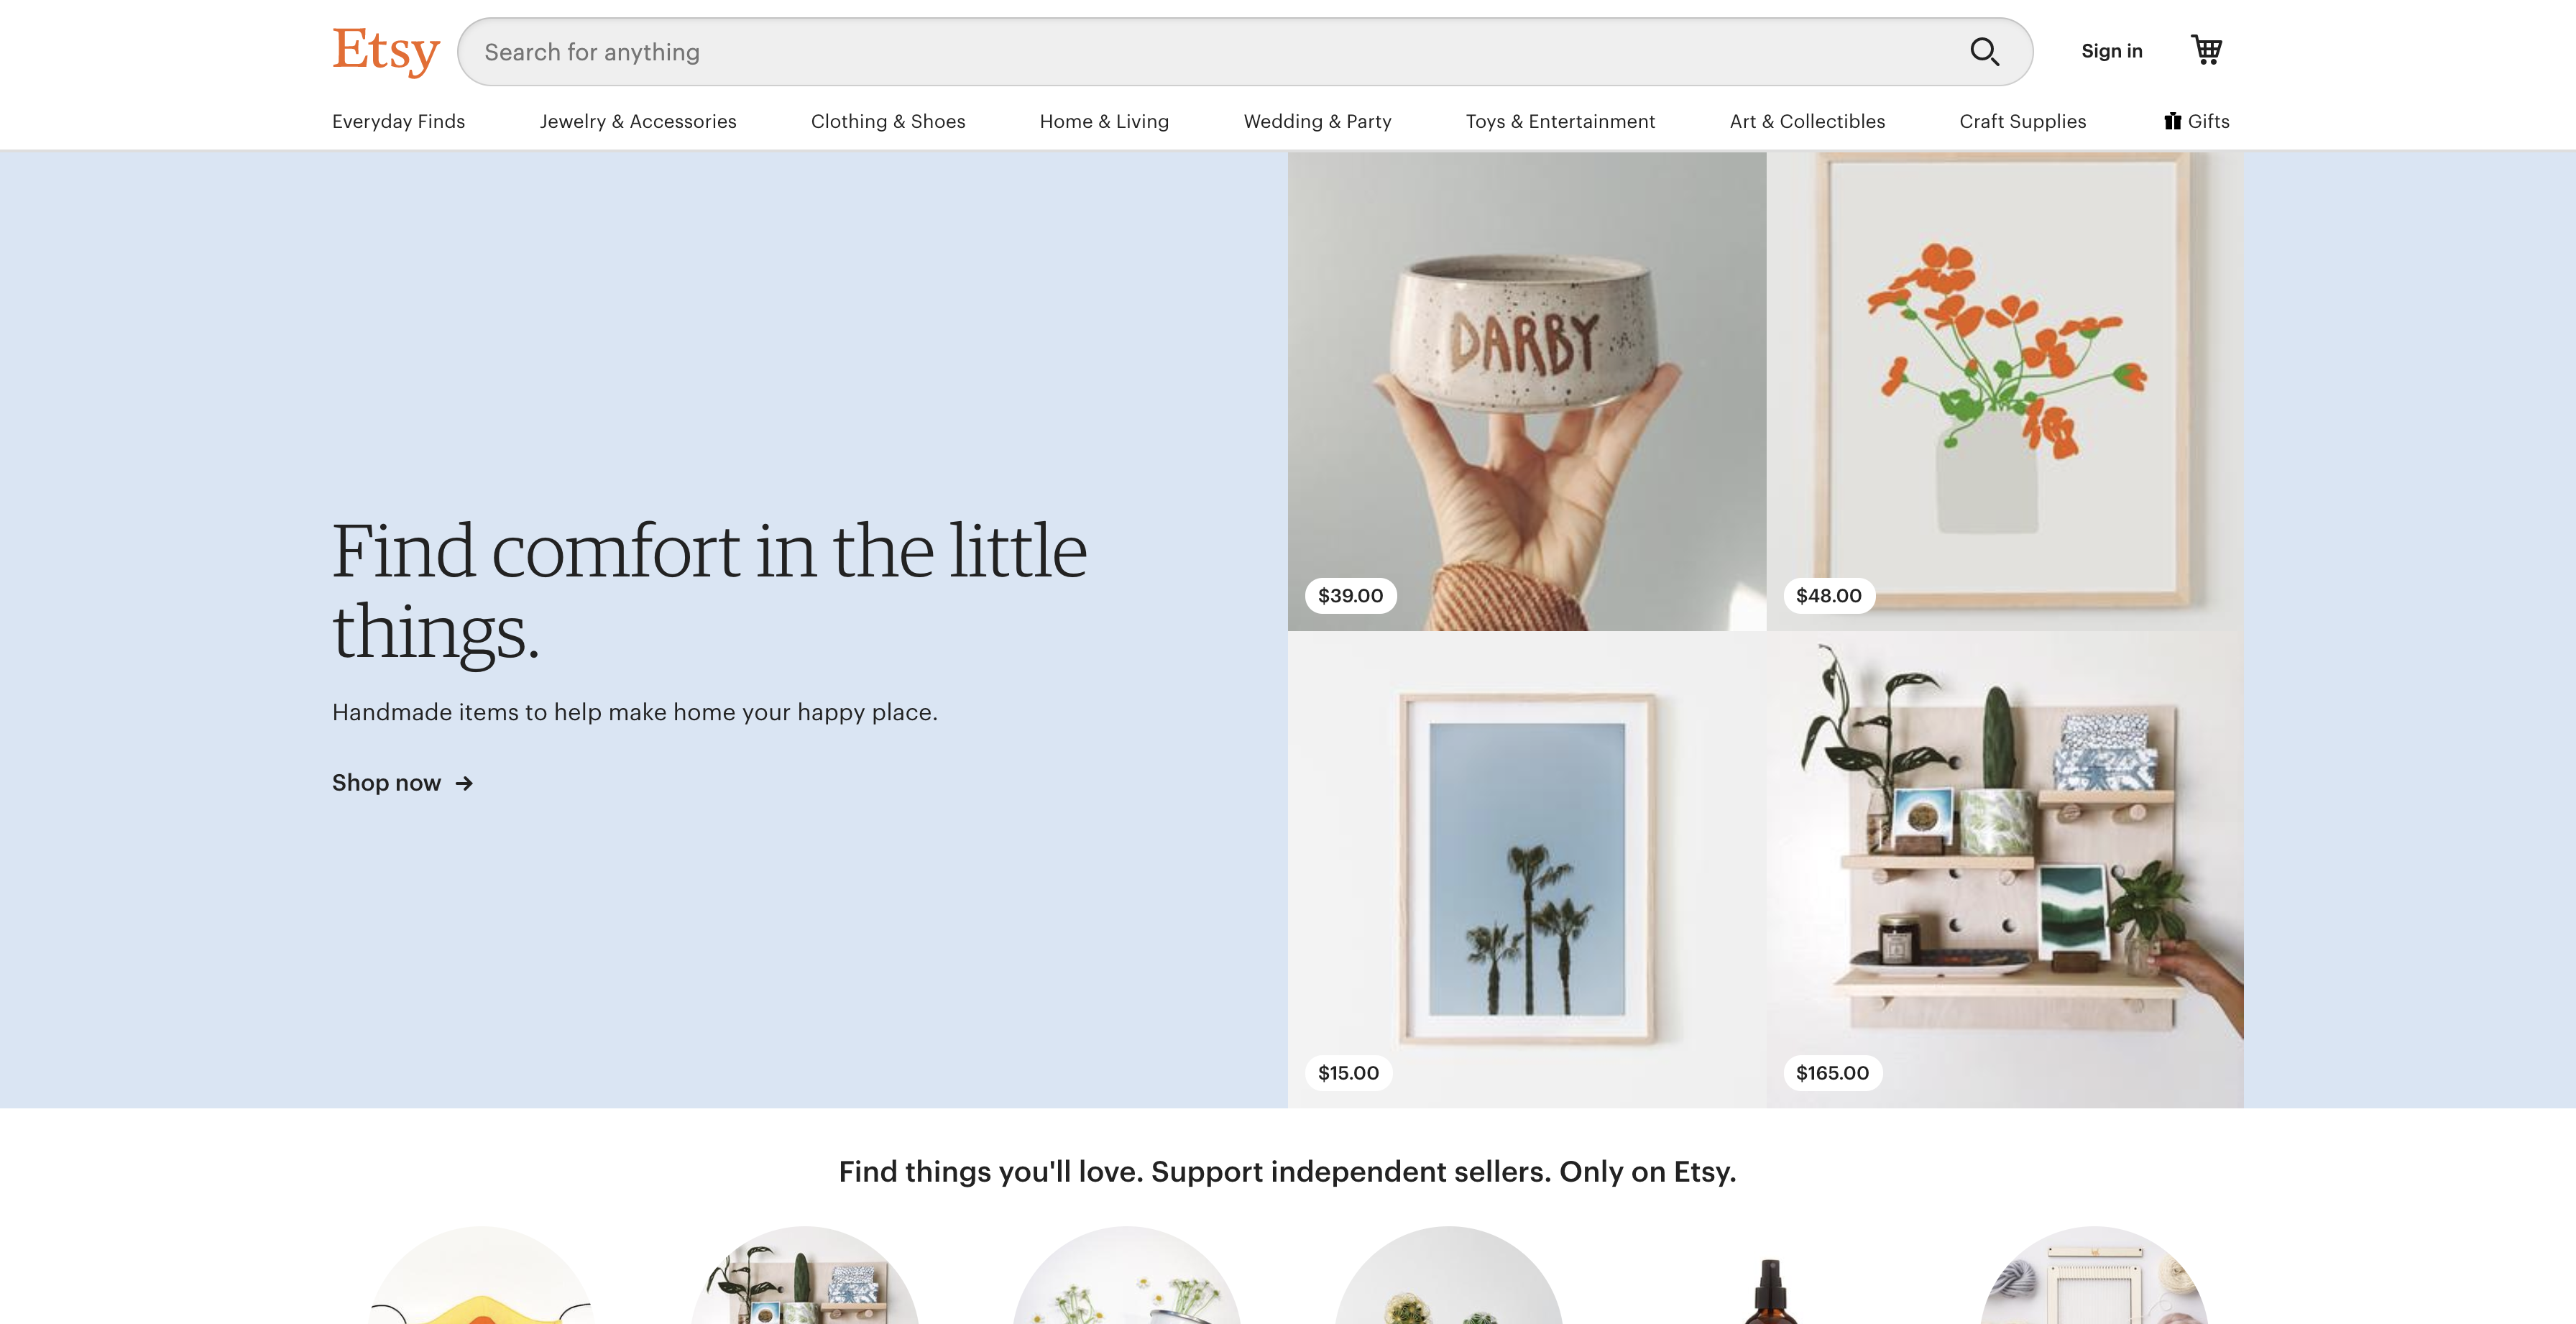 Etsy
Search for anything
Sign in
Everyday Finds
Jewelry & Accessories
Clothing & Shoes
Home & Living
Wedding & Party
Toys & Entertainment
Art & Collectibles
Craft Supplies
Gifts
Find comfort in the little
things.
Handmade items to help make home your happy place.
Shop now
DARBY
$39.00
$48.00
$15.00
$165.00
Find things you'll love. Support independent sellers. Only on Etsy.